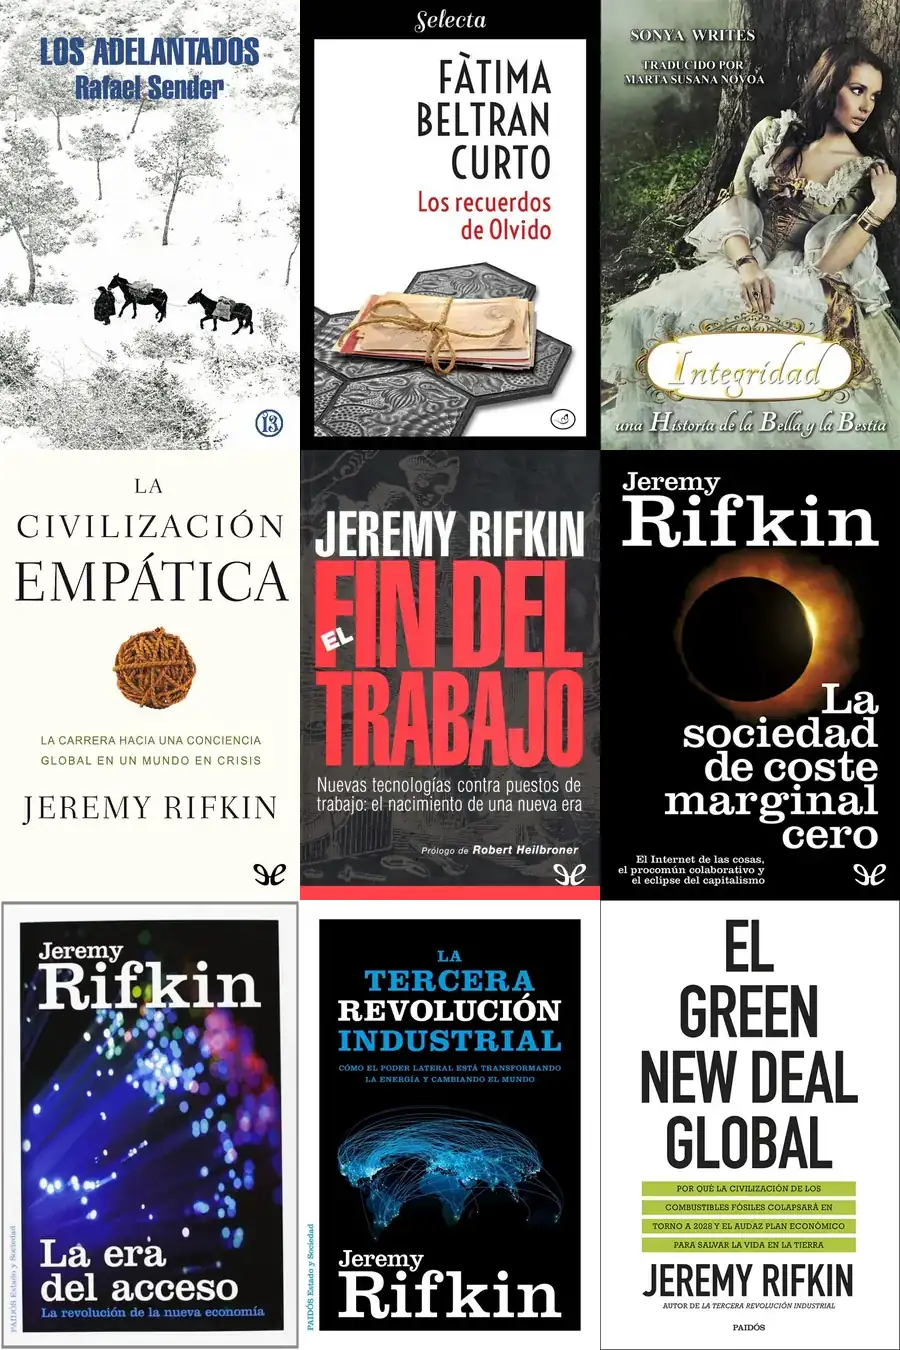 LOS ADELANTADOS
Rafael Sender
13
Selecta
FÀTIMA
BELTRAN
CURTO
Los recuerdos
de Olvido
SONYA WRITES
TRADUCIDO POR
MARTA SUSANA NOVOA
Integridad
una Historia de la Bella y la Bestia
LA
CIVILIZACIÓN
EMPÁTICA
LA CARRERA HACIA UNA CONCIENCIA
GLOBAL EN UN MUNDO EN CRISIS
JEREMY RIFKIN
JEREMY RIFKIN
EL
FIN DEL
TRABAJO
Nuevas tecnologías contra puestos de
trabajo: el nacimiento de una nueva era
Prólogo de Robert Heilbroner
Jeremy
Rifkin
La
sociedad
de coste
marginal
cero
El Internet de las cosas,
el procomún colaborativo y
el eclipse del capitalismo
Jeremy
Rifkin
La era
del acceso
La revolución de la nueva economía
PAIDÓS Estado y Sociedad
LA
TERCERA
REVOLUCIÓN
INDUSTRIAL
CÓMO EL PODER LATERAL ESTÁ TRANSFORMANDO
LA ENERGÍA Y CAMBIANDO EL MUNDO
Jeremy
Rifkin
PAIDÓS Estado y Sociedad
EL
GREEN
NEW DEAL
GLOBAL
POR QUÉ LA CIVILIZACIÓN DE LOS
COMBUSTIBLES FÓSILES COLAPSARÁ EN
TORNO A 2028 Y EL AUDAZ PLAN ECONÓMICO
PARA SALVAR LA VIDA EN LA TIERRA
JEREMY RIFKIN
AUTOR DE LA TERCERA REVOLUCIÓN INDUSTRIAL
PAIDÓS